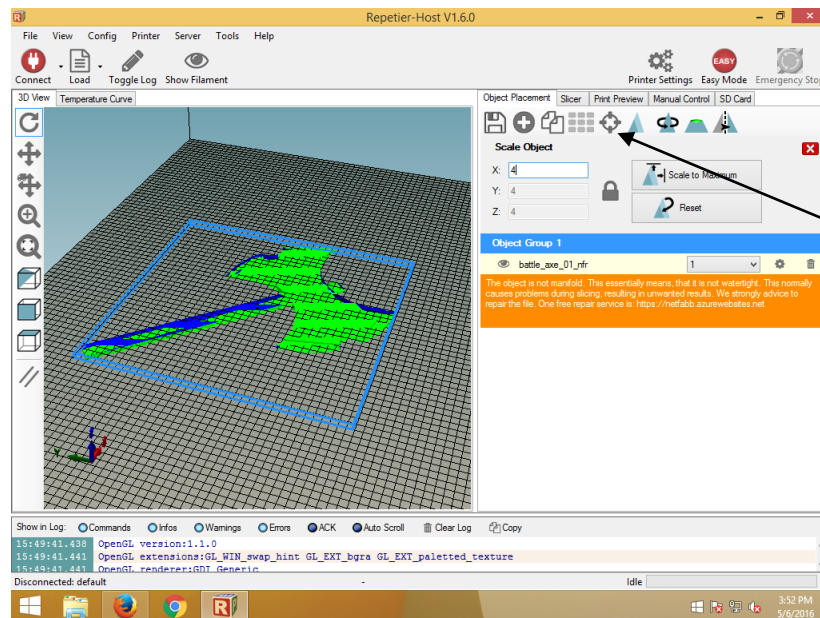 Repetier-Host V1.6.0
File View Config Printer Server Tools Help
Connect Load Toggle Log Show Filament Printer Settings EASY Easy Mode Emergency Stop
3D View Temperature Curve
Object Placement Slicer Print Preview Manual Control SD Card
Scale Object
X: 4
Scale to Maximum
Y: 4
Z: 4
Reset
Object Group 1
battle_axe_01_nfr 1
The object is not manifold. This essentially means, that it is not watertight. This normally
causes problems during slicing, resulting in unwanted results. We strongly advice to
repair the file. One free repair service is: https://netfabb.azurewebsites.net
Show in Log: Commands Infos Warnings Errors ACK Auto Scroll Clear Log Copy
15:49:41.438 OpenGL version:1.1.0
15:49:41.441 OpenGL extensions:GL_WIN_swap_hint GL_EXT_bgra GL_EXT_paletted_texture
15:49:41.441 OpenGL renderer:GDI Generic
Disconnected: default - Idle
3:52 PM
5/6/2016